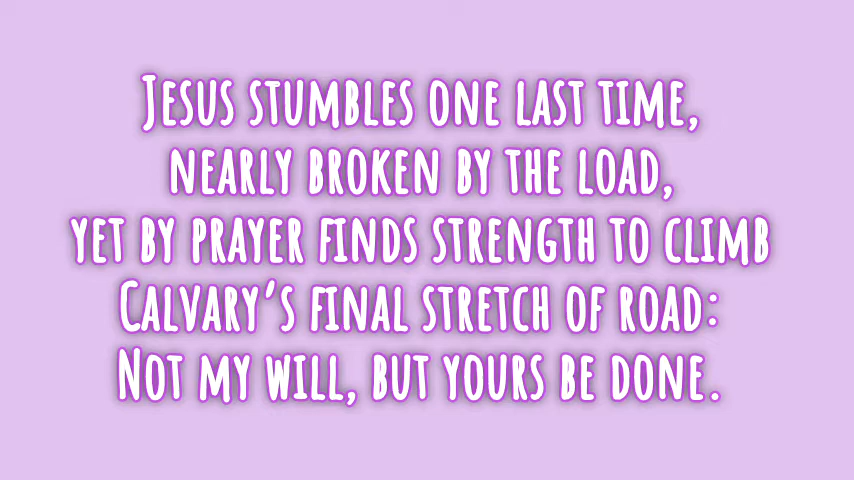 Jesus stumbles one last time,
nearly broken by the load,
yet by prayer finds strength to climb
Calvary’s final stretch of road:
Not my will, but yours be done.